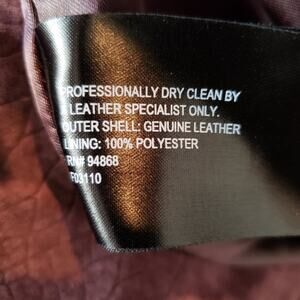 PROFESSIONALLY DRY CLEAN BY
A LEATHER SPECIALIST ONLY.
OUTER SHELL: GENUINE LEATHER
LINING: 100% POLYESTER
RN# 94868
F03110